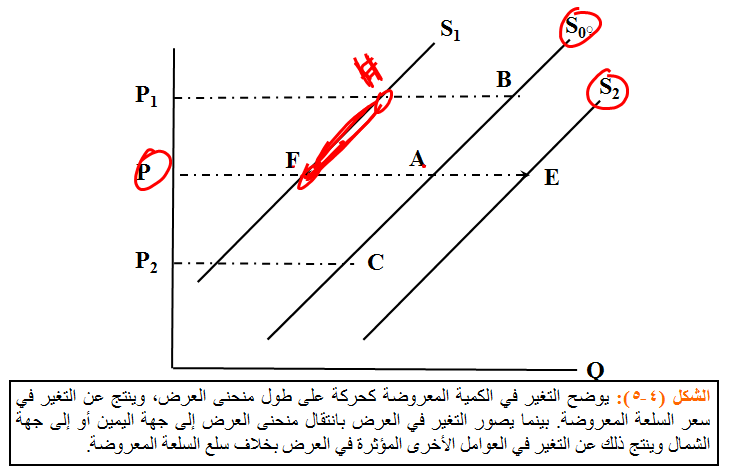 S1
S0
H
P1
B
S2
F
A
P
E
P2
C
Q
الشكل (٤-٥): يوضح التغير في الكمية المعروضة كحركة على طول منحنى العرض، وينتج عن التغير في
سعر السلعة المعروضة. بينما يصور التغير في العرض بانتقال منحنى العرض إلى جهة اليمين أو إلى جهة
الشمال وينتج ذلك عن التغير في العوامل الأخرى المؤثرة في العرض بخلاف سلع السلعة المعروضة.